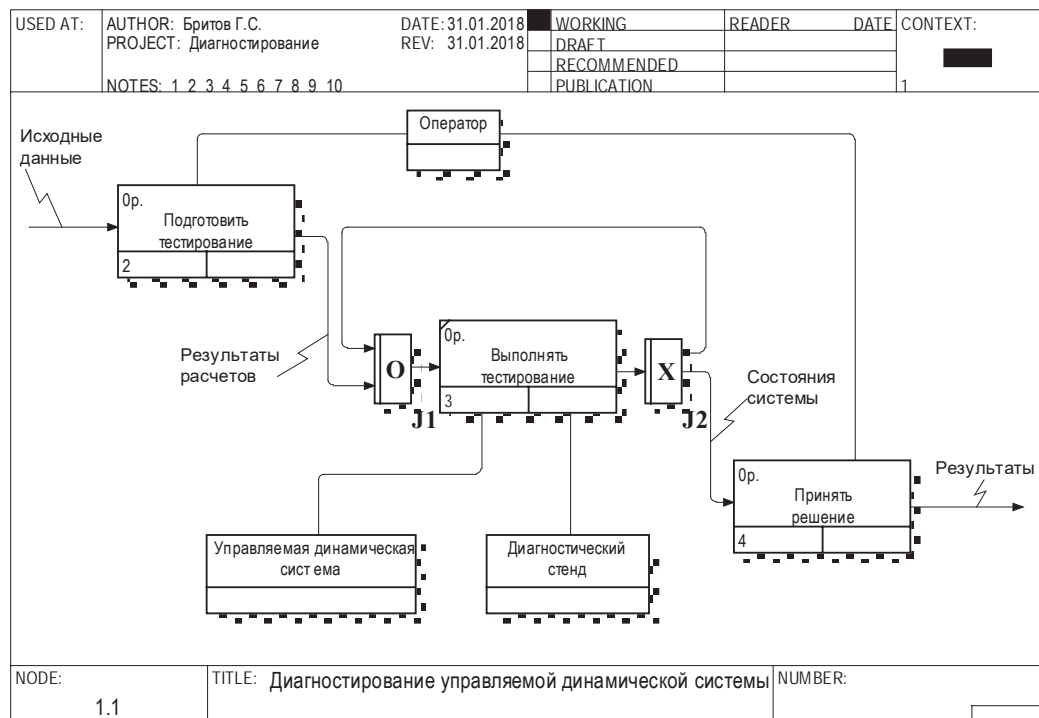 USED AT:
AUTHOR: Бритов Г.С.
DATE: 31.01.2018
PROJECT: Диагностирование
REV: 31.01.2018
NOTES: 1 2 3 4 5 6 7 8 9 10
WORKING
DRAFT
RECOMMENDED
PUBLICATION
READER DATE
CONTEXT:
1
Исходные
данные
Оператор
0р.
Подготовить
тестирование
2
Результаты
расчетов
O
J1
0р.
Выполнять
тестирование
3
X
J2
Состояния
системы
0р.
Принять
решение
4
Результаты
Управляемая динамическая
сист ема
Диагностический
стенд
NODE:
1.1
TITLE: Диагностирование управляемой динамической системы
NUMBER: